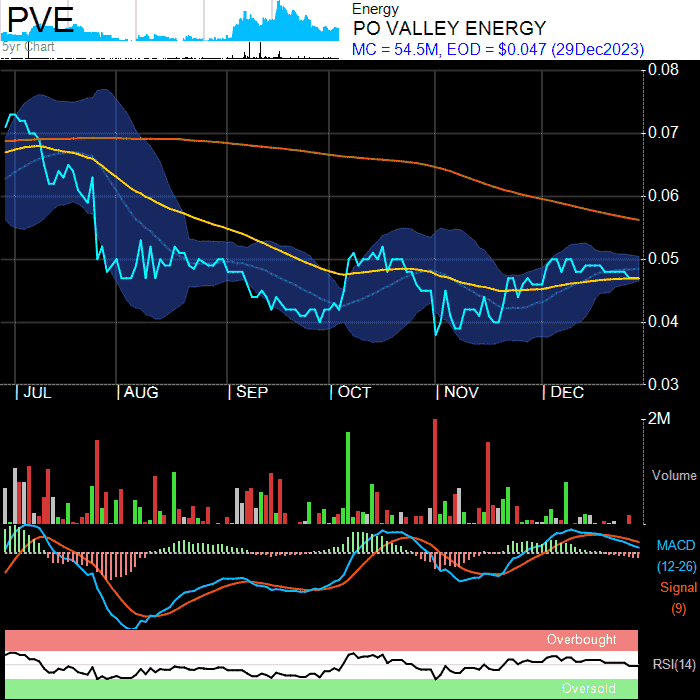 PVE
5yr Chart
Energy
PO VALLEY ENERGY
MC = 54.5M, EOD = $0.047 (29Dec2023)
0.08
0.07
0.06
0.05
0.04
0.03
JUL AUG SEP OCT NOV DEC
2M
Volume
MACD
(12-26)
Signal
(9)
Overbought
RSI(14)
Oversold